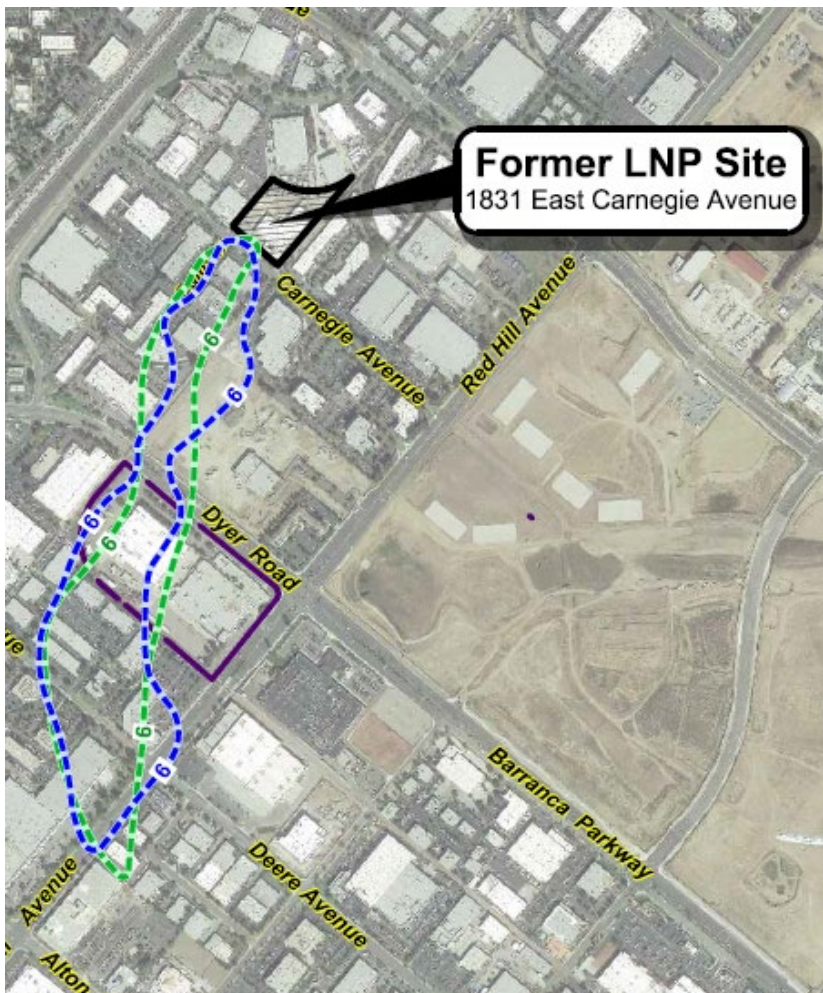 Former LNP Site
1831 East Carnegie Avenue
Carnegie Avenue
Red Hill Avenue
6
6
6
6
Dyer Road
6
6
Barranca Parkway
Deere Avenue
Avenue
Alton